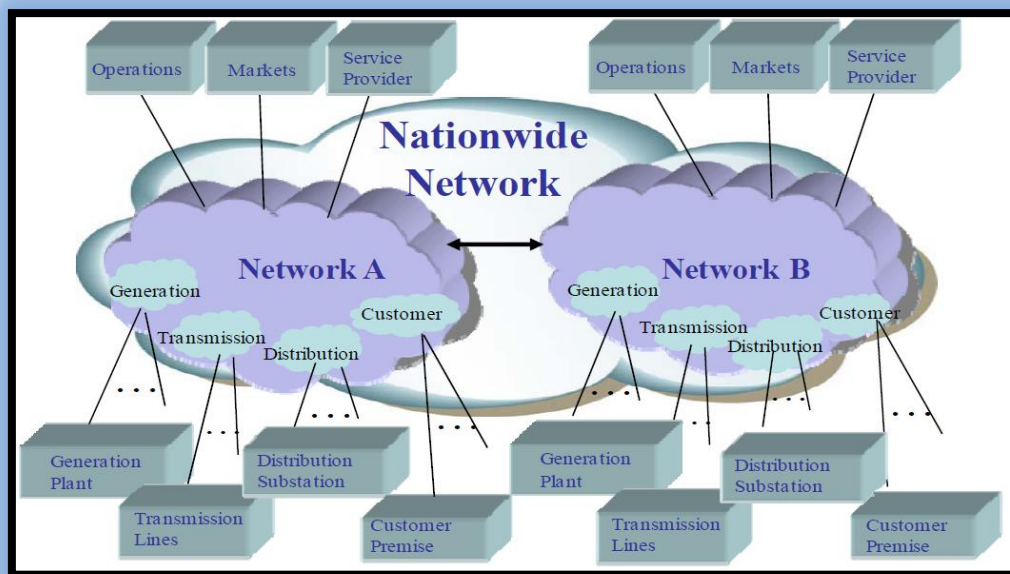 Operations
Markets
Service
Provider
Operations
Markets
Service
Provider
Nationwide
Network
Network A
Generation
Transmission
Distribution
Customer
Network B
Generation
Transmission
Distribution
Customer
. . .
. . .
. . .
. . .
. . .
. .
. . .
. . .
Generation
Plant
Transmission
Lines
Distribution
Substation
Customer
Premise
Generation
Plant
Transmission
Lines
Distribution
Substation
Customer
Premise